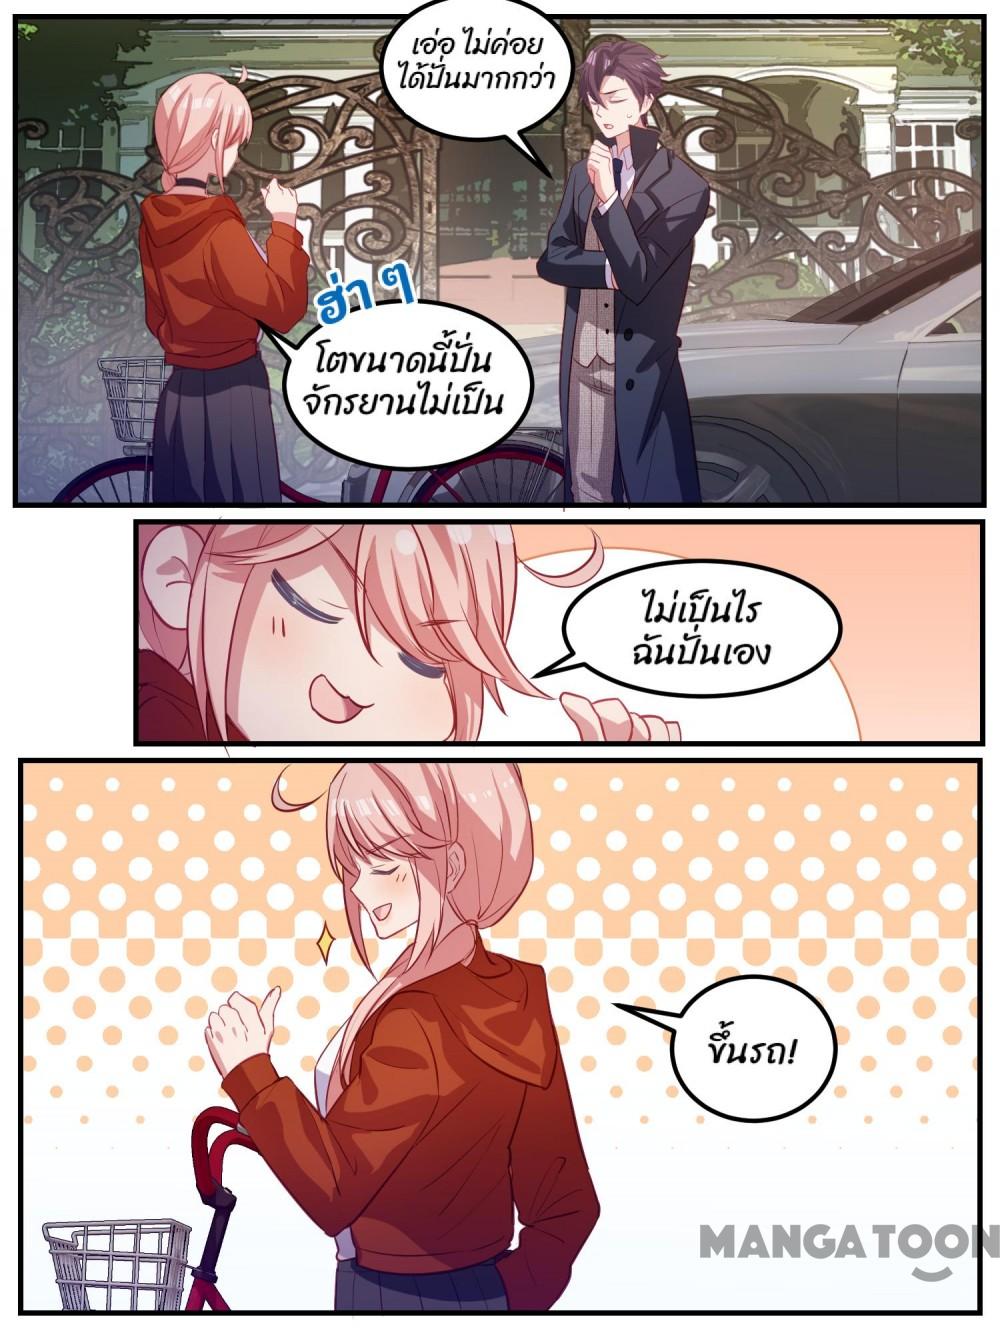 เอ่อ ไม่ค่อย
ได้ปั่นมากกว่า
ฮ่า ๆ
โตขนาดนี้ปั่น
จักรยานไม่เป็น
ไม่เป็นไร
ฉันปั่นเอง
ขึ้นรถ!
MANGATOON